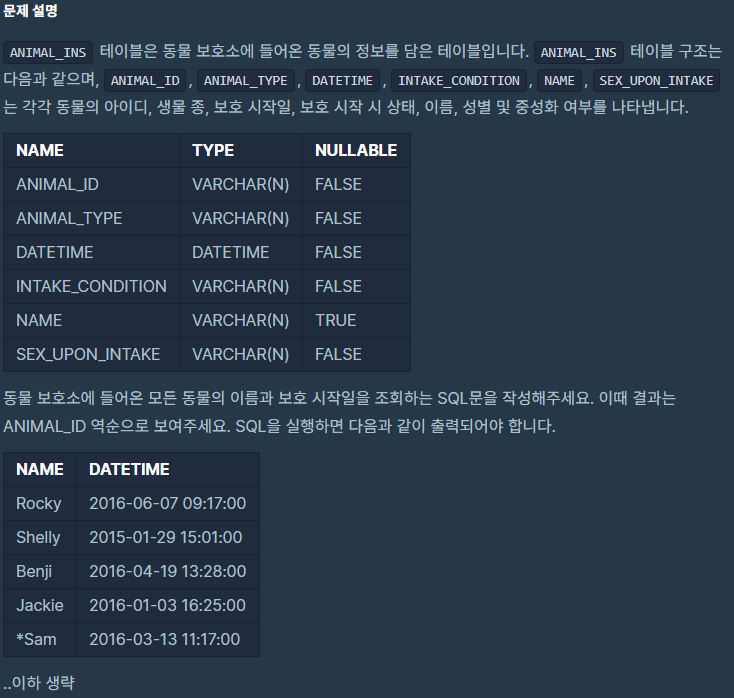 문제 설명
ANIMAL_INS 테이블은 동물 보호소에 들어온 동물의 정보를 담은 테이블입니다. ANIMAL_INS 테이블 구조는
다음과 같으며, ANIMAL_ID , ANIMAL_TYPE , DATETIME , INTAKE_CONDITION , NAME , SEX_UPON_INTAKE
는 각각 동물의 아이디, 생물 종, 보호 시작일, 보호 시작 시 상태, 이름, 성별 및 중성화 여부를 나타냅니다.
NAME TYPE NULLABLE
ANIMAL_ID VARCHAR(N) FALSE
ANIMAL_TYPE VARCHAR(N) FALSE
DATETIME DATETIME FALSE
INTAKE_CONDITION VARCHAR(N) FALSE
NAME VARCHAR(N) TRUE
SEX_UPON_INTAKE VARCHAR(N) FALSE
동물 보호소에 들어온 모든 동물의 이름과 보호 시작일을 조회하는 SQL문을 작성해주세요. 이때 결과는
ANIMAL_ID 역순으로 보여주세요. SQL을 실행하면 다음과 같이 출력되어야 합니다.
NAME DATETIME
Rocky 2016-06-07 09:17:00
Shelly 2015-01-29 15:01:00
Benji 2016-04-19 13:28:00
Jackie 2016-01-03 16:25:00
*Sam 2016-03-13 11:17:00
..이하 생략